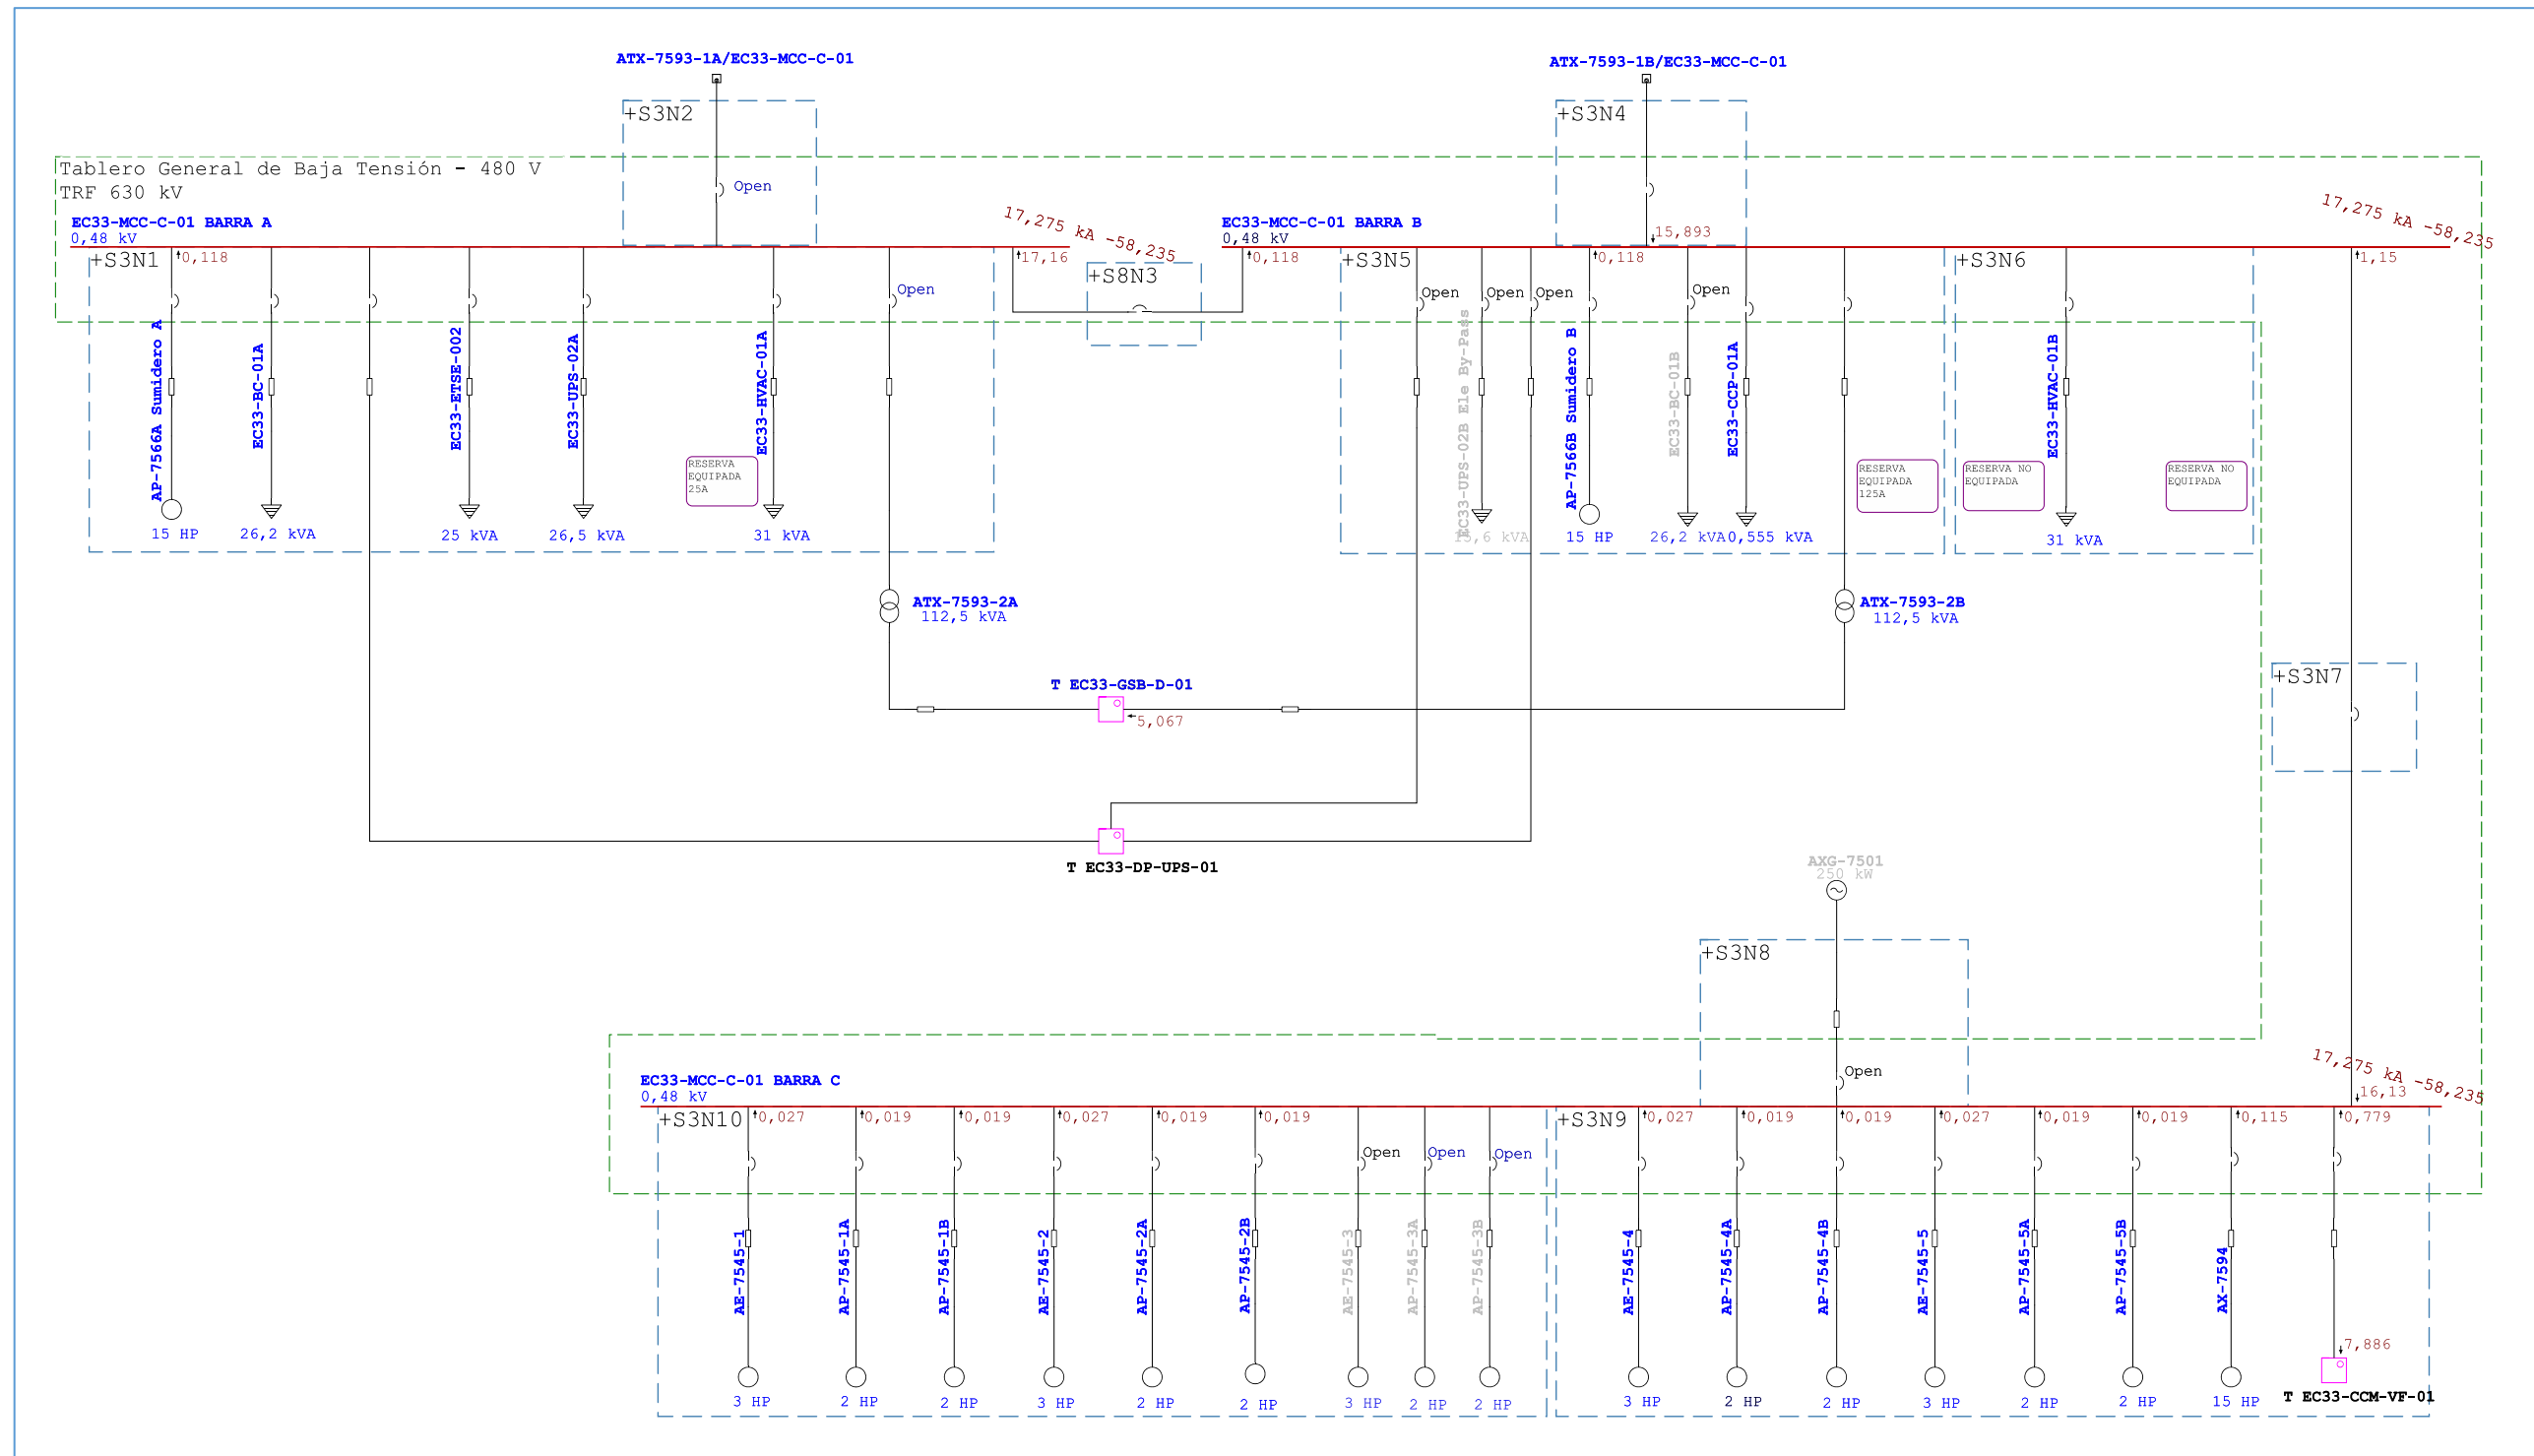 ATX-7593-1A/EC33-MCC-C-01
ATX-7593-1B/EC33-MCC-C-01
+S3N2
+S3N4
Tablero General de Baja Tensión - 480 V
TRF 630 kV
Open
EC33-MCC-C-01 BARRA A
0,48 kV
17,275 kA -58,235
EC33-MCC-C-01 BARRA B
0,48 kV
15,893
17,275 kA -58,235
+S3N1
0,118
17,16
+S8N3
0,118
+S3N5
0,118
+S3N6
1,15
Open
Open
Open
Open
Open
AP-7566A Sumidero A
EC33-BC-01A
EC33-ETSE-002
EC33-UPS-02A
EC33-HVAC-01A
EC33-UPS-02B Ele By-Pass
AP-7566B Sumidero B
EC33-BC-01B
EC33-CCP-01A
EC33-HVAC-01B
RESERVA
EQUIPADA
25A
RESERVA
EQUIPADA
125A
RESERVA NO
EQUIPADA
RESERVA NO
EQUIPADA
15 HP
26,2 kVA
25 kVA
26,5 kVA
31 kVA
15,6 kVA
15 HP
26,2 kVA
0,555 kVA
31 kVA
ATX-7593-2A
112,5 kVA
ATX-7593-2B
112,5 kVA
T EC33-GSB-D-01
5,067
+S3N7
T EC33-DP-UPS-01
AXG-7501
250 kW
+S3N8
Open
EC33-MCC-C-01 BARRA C
0,48 kV
17,275 kA -58,235
16,13
+S3N10
0,027
0,019
0,019
0,027
0,019
0,019
+S3N9
0,027
0,019
0,019
0,027
0,019
0,019
0,115
0,779
Open
Open
Open
AE-7545-1
AP-7545-1A
AP-7545-1B
AE-7545-2
AP-7545-2A
AP-7545-2B
AE-7545-3
AP-7545-3A
AP-7545-3B
AE-7545-4
AP-7545-4A
AP-7545-4B
AE-7545-5
AP-7545-5A
AP-7545-5B
AX-7594
7,886
3 HP
2 HP
2 HP
3 HP
2 HP
2 HP
3 HP
2 HP
2 HP
3 HP
2 HP
2 HP
3 HP
2 HP
2 HP
15 HP
T EC33-CCM-VF-01